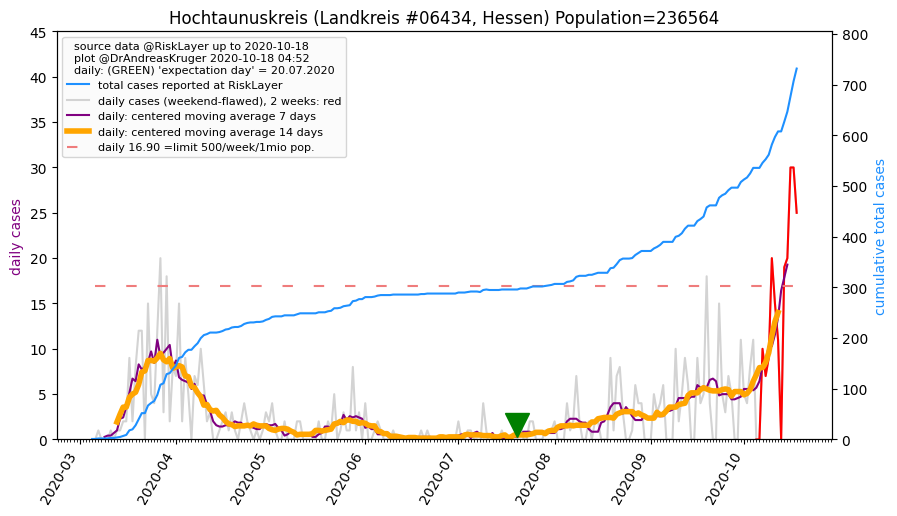 Hochtaunuskreis (Landkreis #06434, Hessen) Population=236564
source data @RiskLayer up to 2020-10-18
plot @DrAndreasKruger 2020-10-18 04:52
daily: (GREEN) 'expectation day' = 20.07.2020
total cases reported at RiskLayer
daily cases (weekend-flawed), 2 weeks: red
daily: centered moving average 7 days
daily: centered moving average 14 days
daily 16.90 =limit 500/week/1mio pop.
daily cases
45
40
35
30
25
20
15
10
5
0
cumulative total cases
800
700
600
500
400
300
200
100
0
2020-03
2020-04
2020-05
2020-06
2020-07
2020-08
2020-09
2020-10